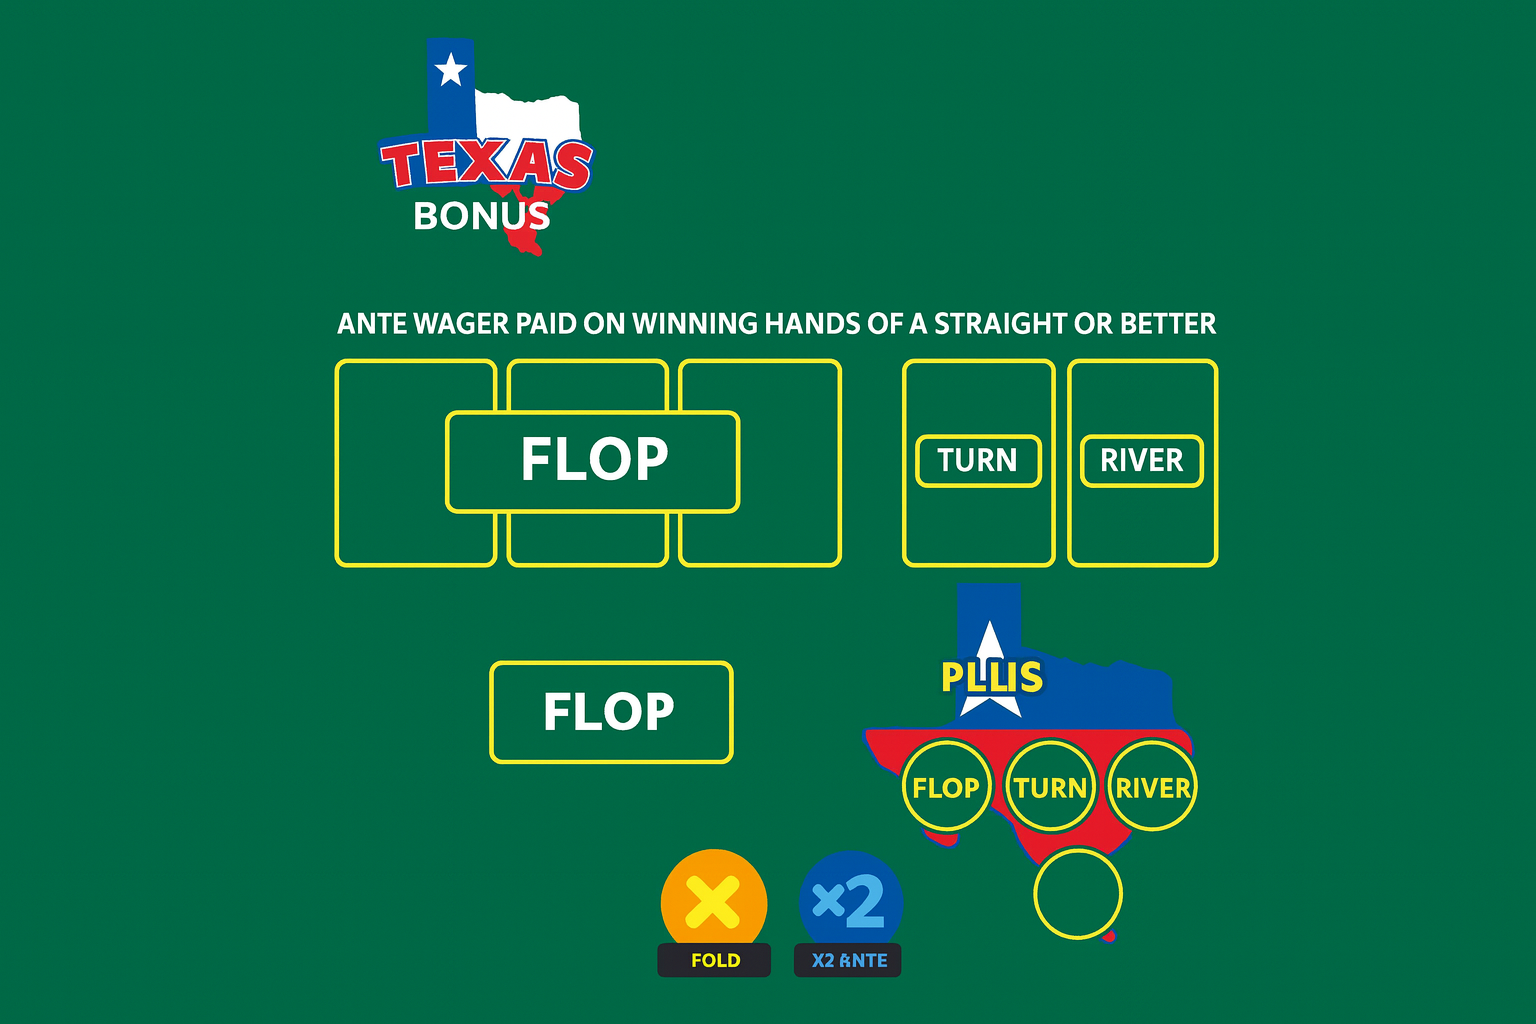 TEXAS
BONUS
ANTE WAGER PAID ON WINNING HANDS OF A STRAIGHT OR BETTER
FLOP
TURN
RIVER
FLOP
PLLIS
FLOP
TURN
RIVER
×2
FOLD
X2 ANTE